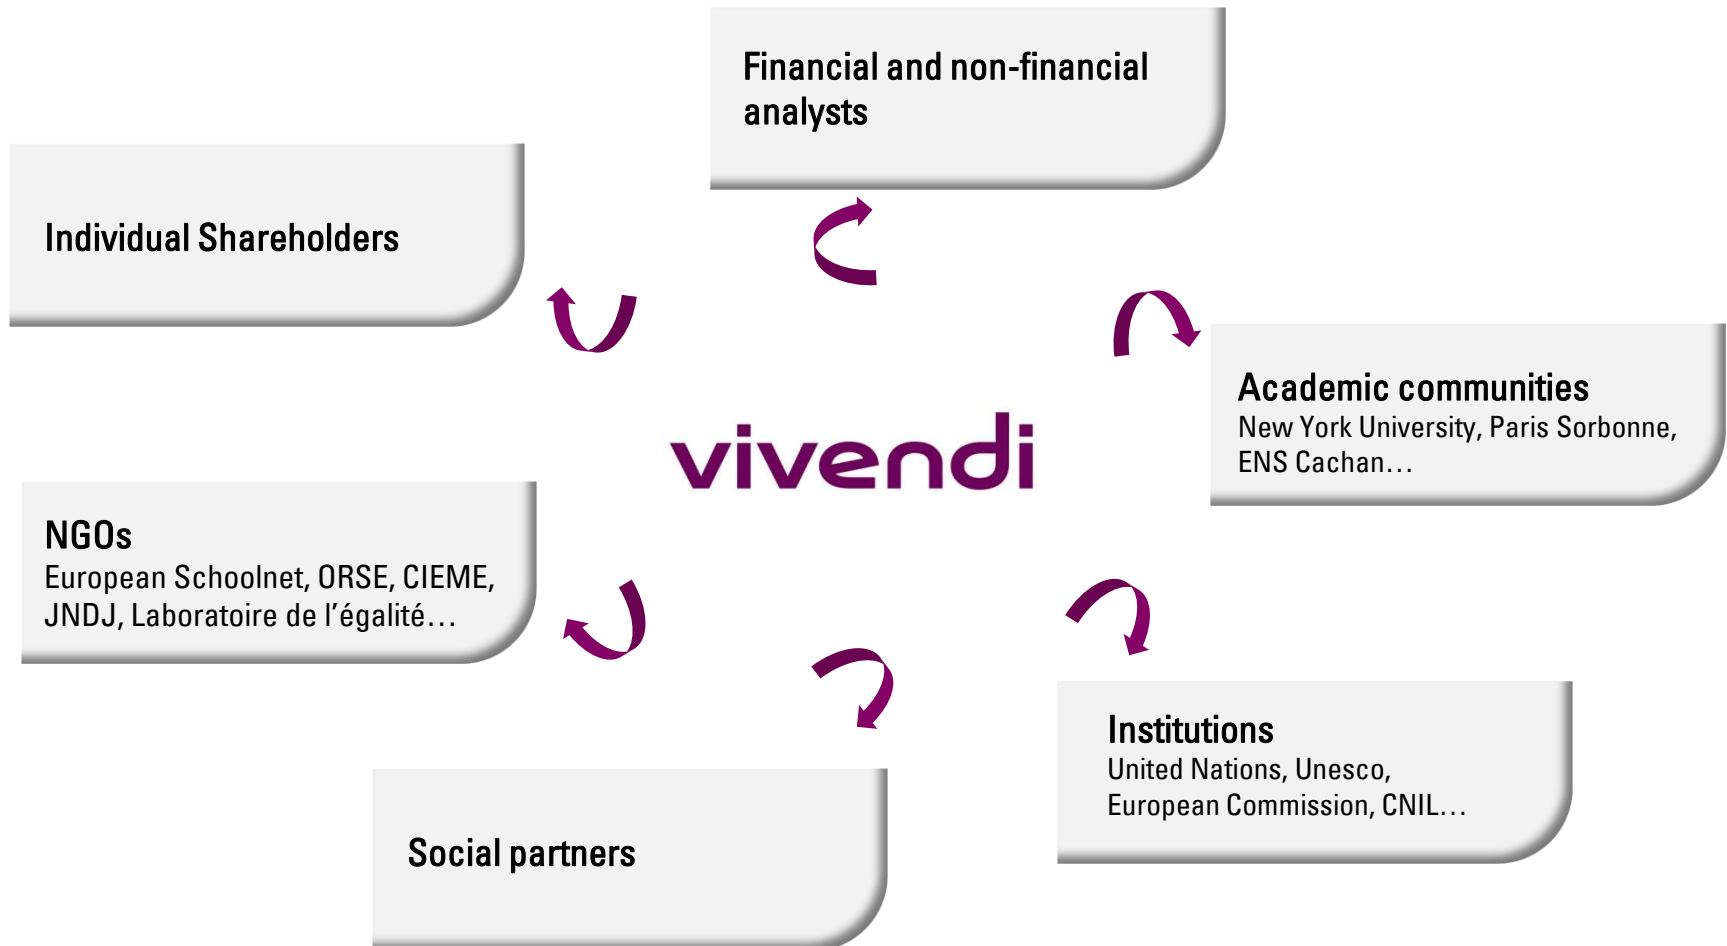 Financial and non-financial
analysts
Individual Shareholders
Academic communities
New York University, Paris Sorbonne,
ENS Cachan…
vivendi
NGOs
European Schoolnet, ORSE, CIEME,
JNDJ, Laboratoire de l’égalité…
Institutions
United Nations, Unesco,
European Commission, CNIL…
Social partners